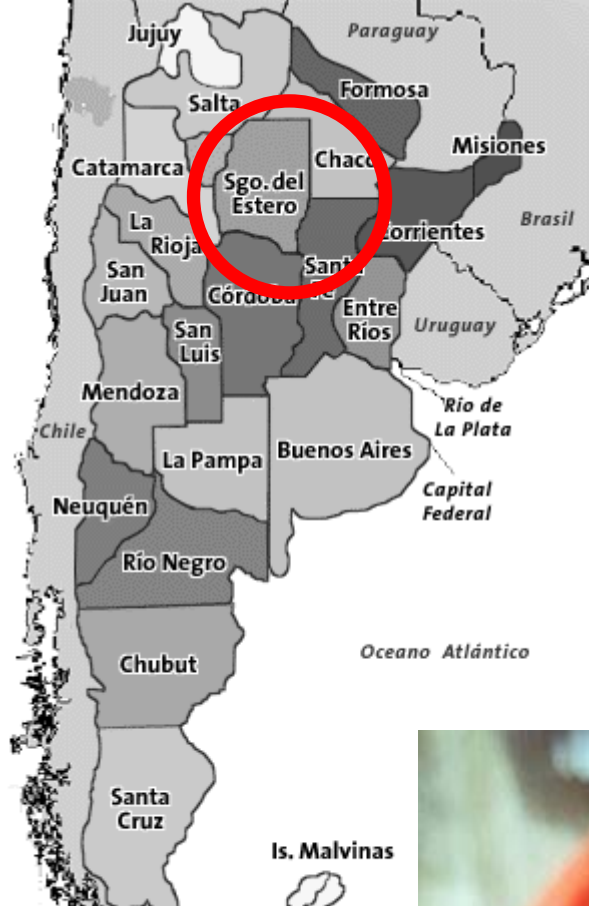 Jujuy
Paraguay
Salta
Formosa
Misiones
Catamarca
Chaco
Sgo. del
Estero
Brasil
La
Rioja
Corrientes
San
Juan
Santa
Fe
Córdoba
Entre
Ríos
Uruguay
San
Luis
Mendoza
Río de
La Plata
Chile
La Pampa
Buenos Aires
Capital
Federal
Neuquén
Río Negro
Chubut
Oceano Atlántico
Santa
Cruz
Is. Malvinas